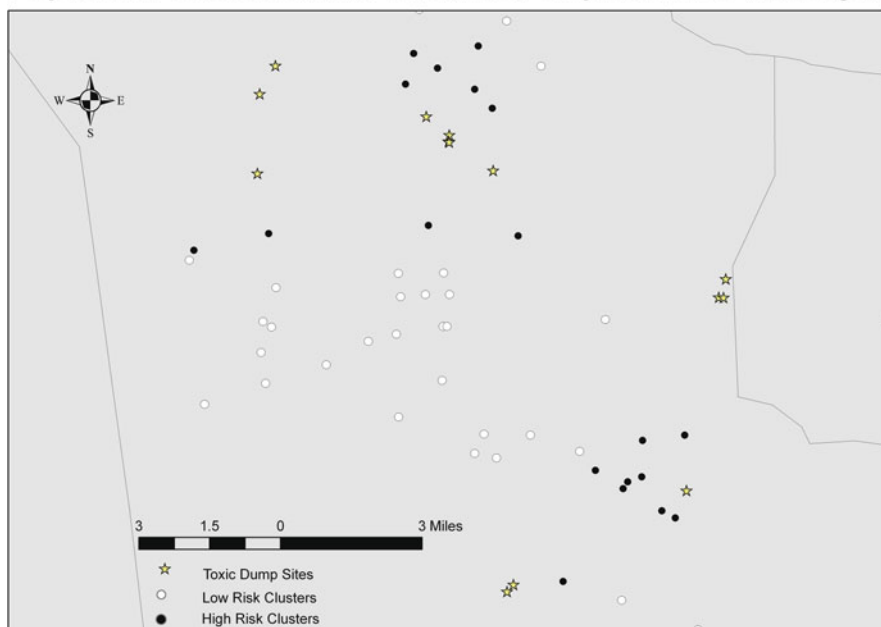 N
W E
S
3 1.5 0 3 Miles
Toxic Dump Sites
Low Risk Clusters
High Risk Clusters